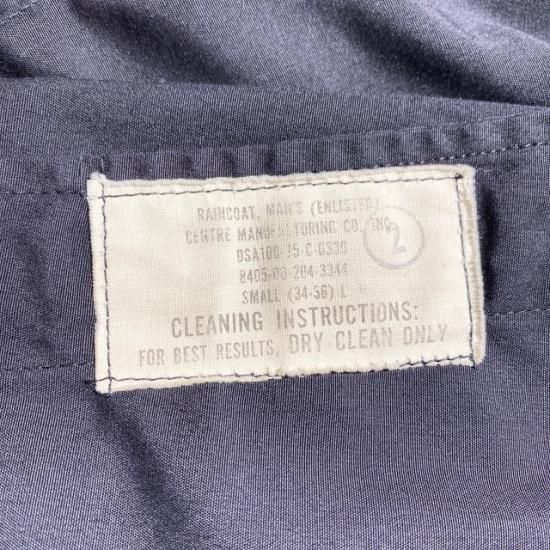 RAINCOAT, MAN'S (ENLISTED)
CENTRE MANUFACTURING CO., INC.
DSA100-75-C-0330
8405-00-204-3344
SMALL (34-36) L
CLEANING INSTRUCTIONS:
FOR BEST RESULTS, DRY CLEAN ONLY
2